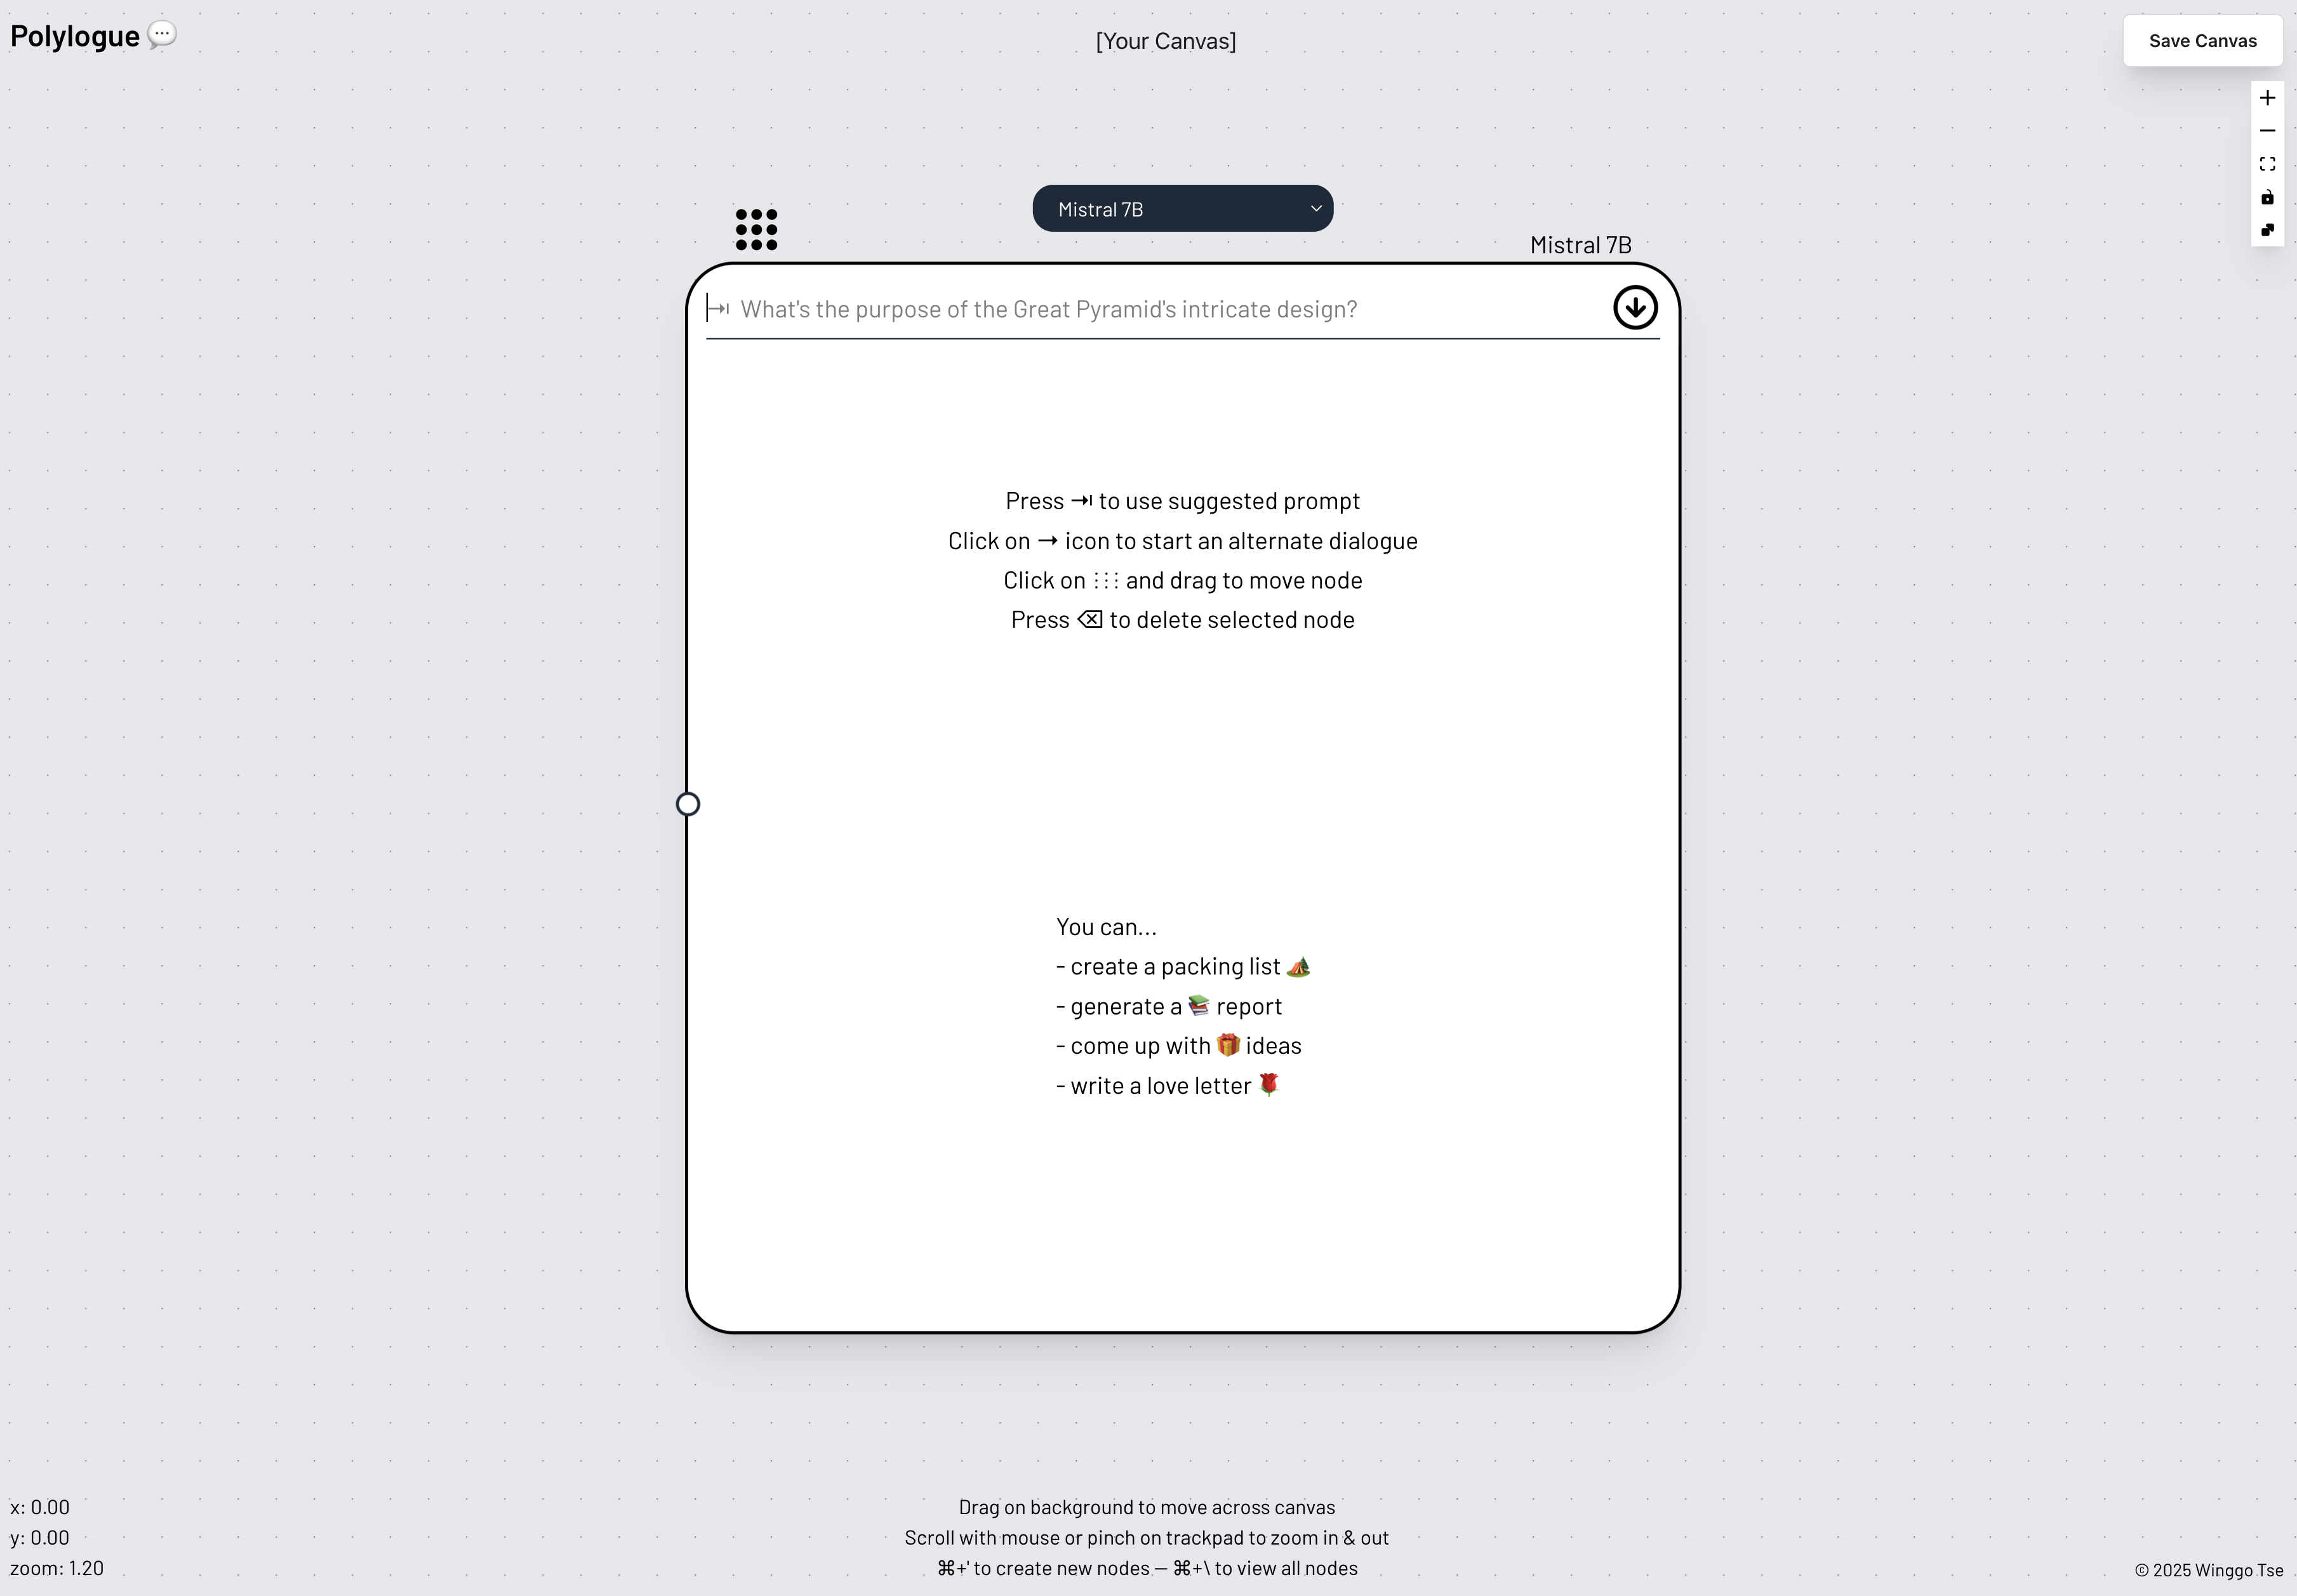 Polylogue 💬
[Your Canvas]
Save Canvas
Mistral 7B
Mistral 7B
⇥ What's the purpose of the Great Pyramid's intricate design?
Press ⇥ to use suggested prompt
Click on → icon to start an alternate dialogue
Click on ⋮⋮⋮ and drag to move node
Press ⌫ to delete selected node
You can...
- create a packing list 🏕️
- generate a 📚 report
- come up with 🎁 ideas
- write a love letter 🌹
x: 0.00
y: 0.00
zoom: 1.20
Drag on background to move across canvas
Scroll with mouse or pinch on trackpad to zoom in & out
⌘+' to create new nodes — ⌘+\ to view all nodes
© 2025 Winggo Tse